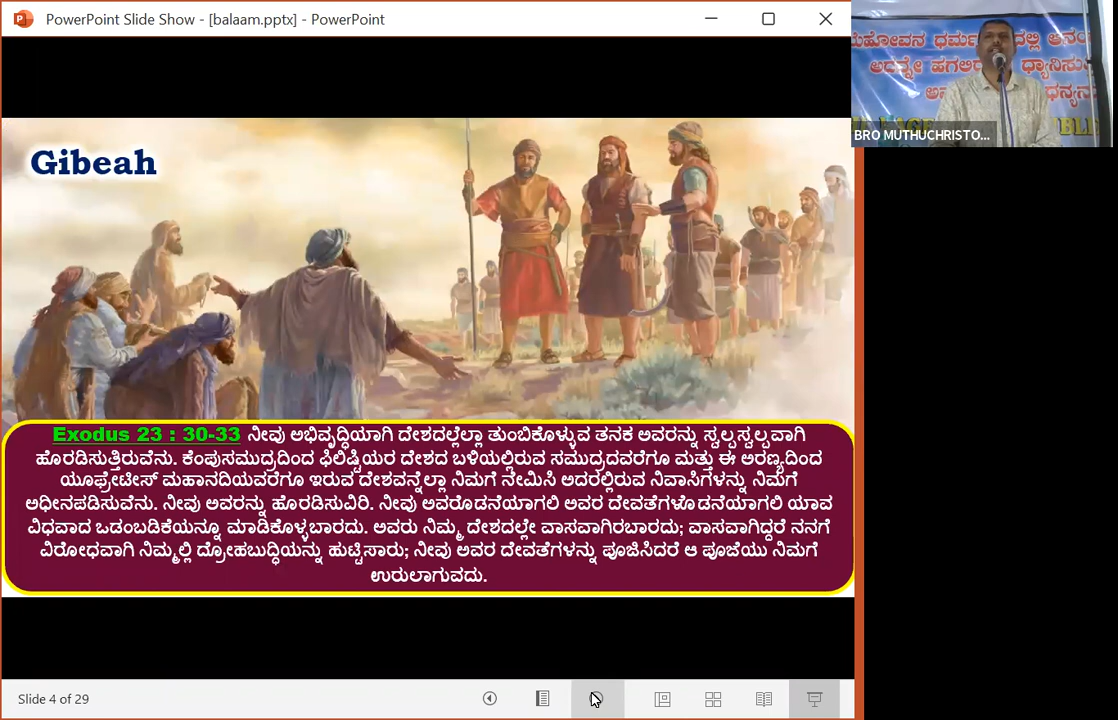 PowerPoint Slide Show - [balaam.pptx] - PowerPoint
ಯೆಹೋವನ ಧರ್ಮ
ಅದನ್ನೇ ಹಗಲಿರ ಧ್ಯಾನಿಸು
BRO MUTHUCHRISTO...
Gibeah
Exodus 23 : 30-33 ನೀವು ಅಭಿವೃದ್ಧಿಯಾಗಿ ದೇಶದಲ್ಲೆಲ್ಲಾ ತುಂಬಿಕೊಳ್ಳುವ ತನಕ ಅವರನ್ನು ಸ್ವಲ್ಪಸ್ವಲ್ಪವಾಗಿ
ಹೊರಡಿಸುತ್ತಿರುವೆನು. ಕೆಂಪುಸಮುದ್ರದಿಂದ ಫಿಲಿಷ್ಟಿಯರ ದೇಶದ ಬಳಿಯಲ್ಲಿರುವ ಸಮುದ್ರದವರೆಗೂ ಮತ್ತು ಈ ಅರಣ್ಯದಿಂದ
ಯೂಫ್ರೇಟೀಸ್ ಮಹಾನದಿಯವರೆಗೂ ಇರುವ ದೇಶವನ್ನೆಲ್ಲಾ ನಿಮಗೆ ನೇಮಿಸಿ ಅದರಲ್ಲಿರುವ ನಿವಾಸಿಗಳನ್ನು ನಿಮಗೆ
ಅಧೀನಪಡಿಸುವೆನು. ನೀವು ಅವರನ್ನು ಹೊರಡಿಸುವಿರಿ. ನೀವು ಅವರೊಡನೆಯಾಗಲಿ ಅವರ ದೇವತೆಗಳೊಡನೆಯಾಗಲಿ ಯಾವ
ವಿಧವಾದ ಒಡಂಬಡಿಕೆಯನ್ನೂ ಮಾಡಿಕೊಳ್ಳಬಾರದು. ಅವರು ನಿಮ್ಮ ದೇಶದಲ್ಲೇ ವಾಸವಾಗಿರಬಾರದು; ವಾಸವಾಗಿದ್ದರೆ ನನಗೆ
ವಿರೋಧವಾಗಿ ನಿಮ್ಮಲ್ಲಿ ದ್ರೋಹಬುದ್ಧಿಯನ್ನು ಹುಟ್ಟಿಸಾರು; ನೀವು ಅವರ ದೇವತೆಗಳನ್ನು ಪೂಜಿಸಿದರೆ ಆ ಪೂಜೆಯು ನಿಮಗೆ
ಉರುಲಾಗುವದು.
Slide 4 of 29